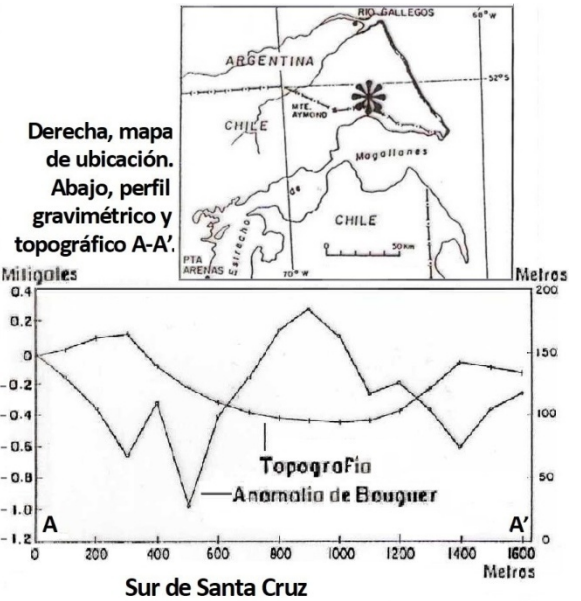 RIO GALLEGOS
68°W
ARGENTINA
52°S
MTE.
AYMOND
CHILE
Magallanes
CHILE
Estrecho
PTA
ARENAS
70°W
0 50 KM
Derecha, mapa
de ubicación.
Abajo, perfil
gravimétrico y
topográfico A-A'.
Miligales
Metros
0.4
0.2
0
-0.2
-0.4
-0.6
-0.8
-1.0
-1.2
200
150
100
50
0
Topografía
Anomalía de Bouguer
A
A'
0 200 400 600 800 1000 1200 1400 1600
Metros
Sur de Santa Cruz